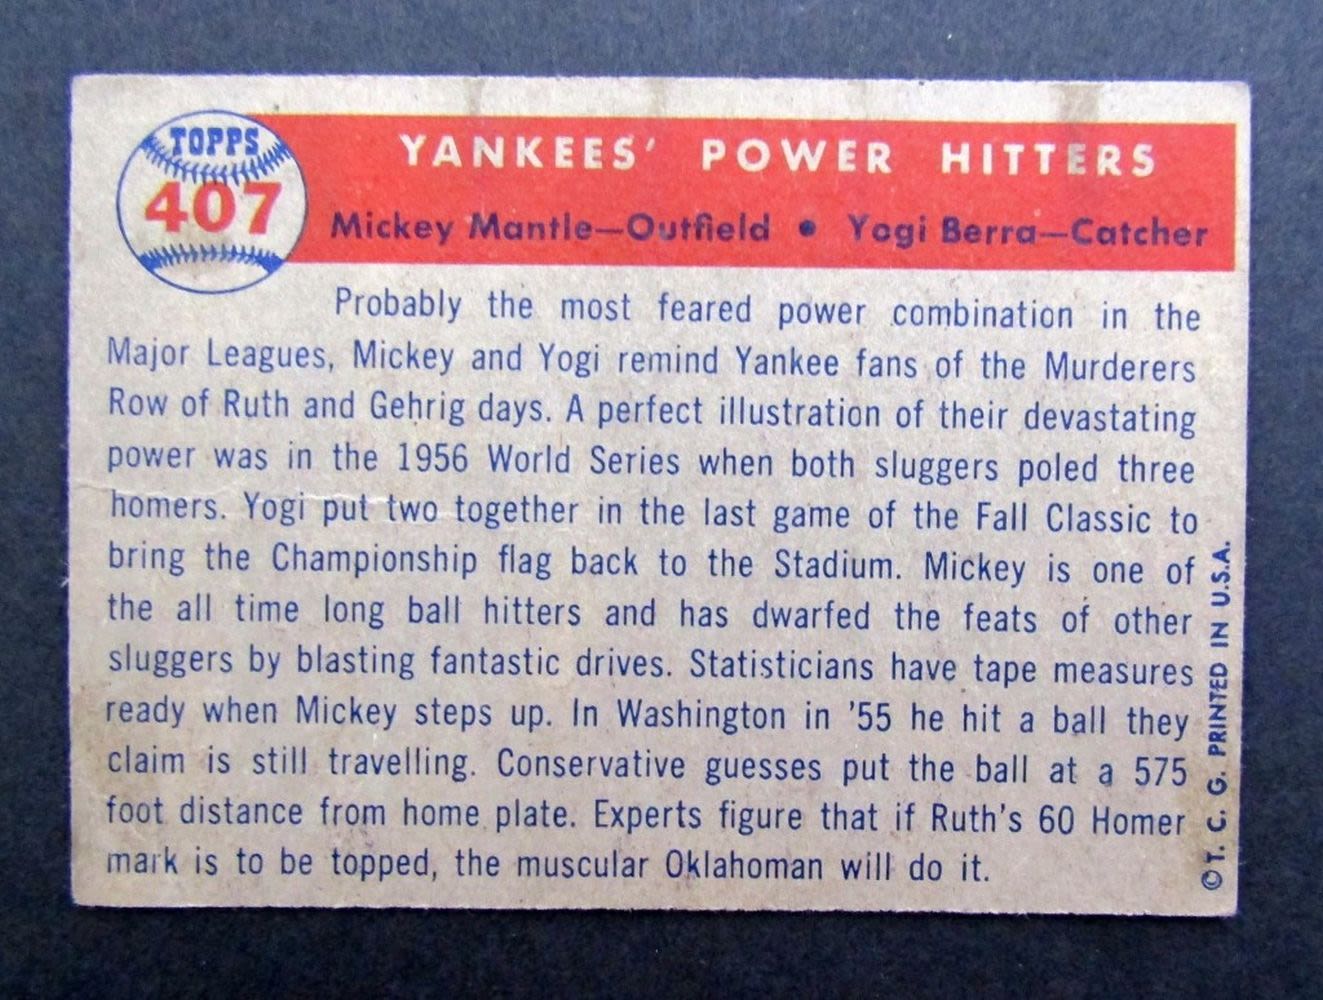 TOPPS
407
YANKEES' POWER HITTERS
Mickey Mantle—Outfield • Yogi Berra—Catcher
Probably the most feared power combination in the
Major Leagues, Mickey and Yogi remind Yankee fans of the Murderers
Row of Ruth and Gehrig days. A perfect illustration of their devastating
power was in the 1956 World Series when both sluggers poled three
homers. Yogi put two together in the last game of the Fall Classic to
bring the Championship flag back to the Stadium. Mickey is one of
the all time long ball hitters and has dwarfed the feats of other
sluggers by blasting fantastic drives. Statisticians have tape measures
ready when Mickey steps up. In Washington in '55 he hit a ball they
claim is still travelling. Conservative guesses put the ball at a 575
foot distance from home plate. Experts figure that if Ruth's 60 Homer
mark is to be topped, the muscular Oklahoman will do it.
© T. C. G. PRINTED IN U.S.A.